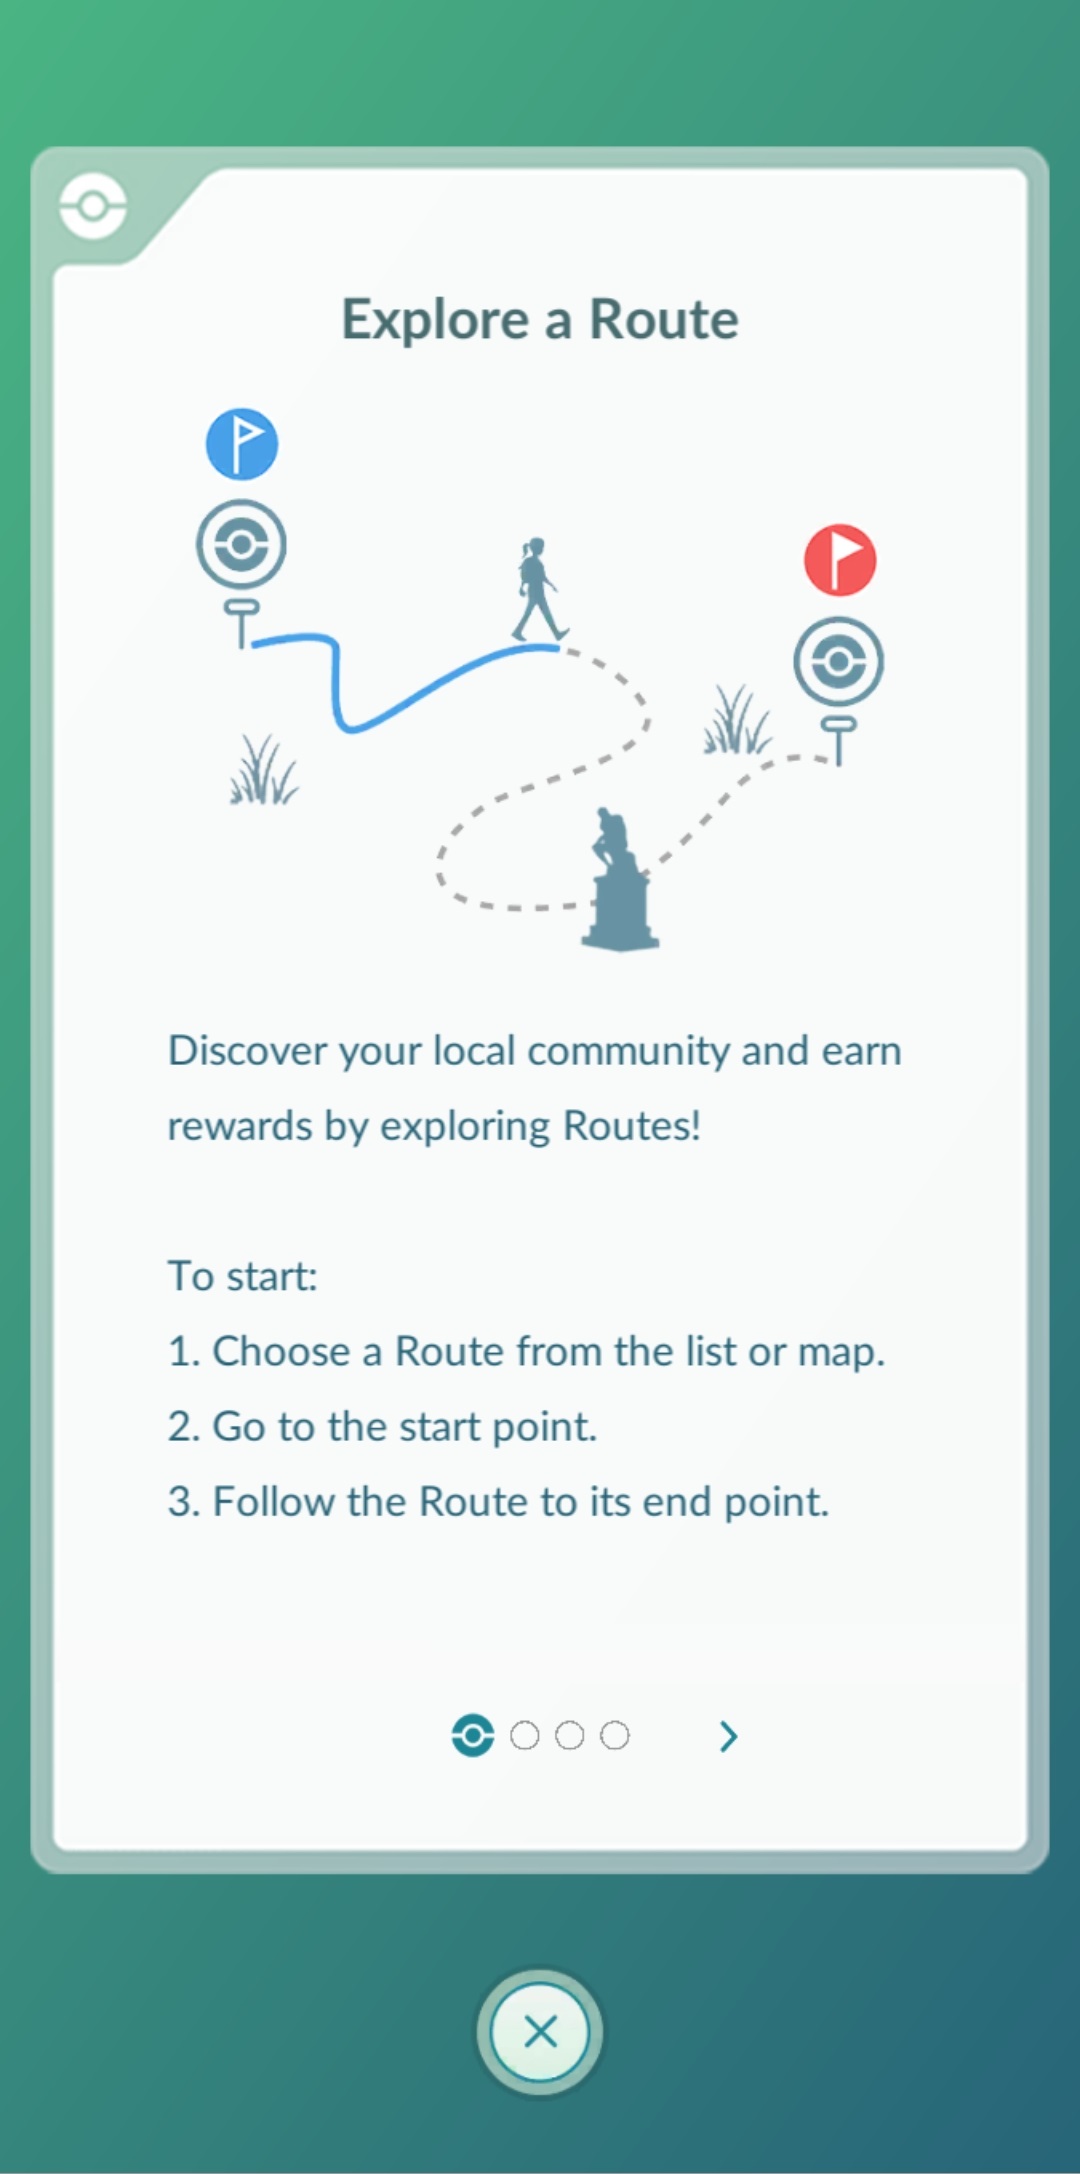 Explore a Route
Discover your local community and earn
rewards by exploring Routes!
To start:
1. Choose a Route from the list or map.
2. Go to the start point.
3. Follow the Route to its end point.